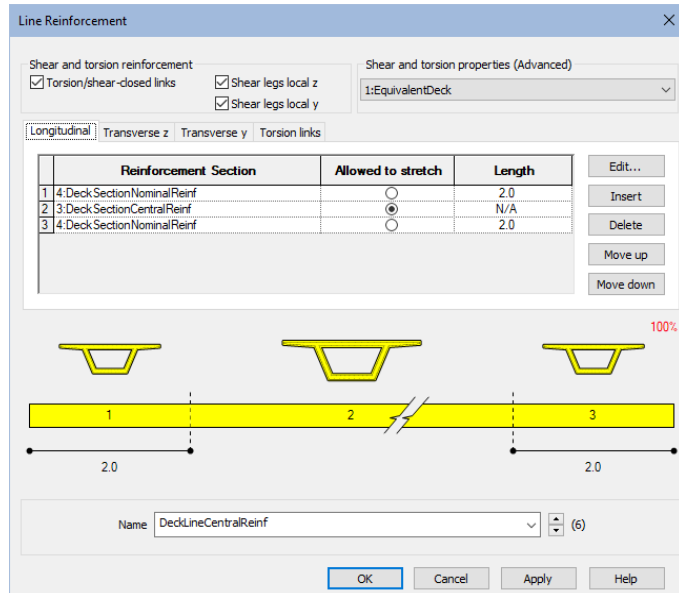 Line Reinforcement
Shear and torsion reinforcement
Torsion/shear-closed links
Shear legs local z
Shear legs local y
Shear and torsion properties (Advanced)
1:EquivalentDeck
Longitudinal Transverse z Transverse y Torsion links
Reinforcement Section Allowed to stretch Length
1 4:DeckSectionNominalReinf 2.0
2 3:DeckSectionCentralReinf N/A
3 4:DeckSectionNominalReinf 2.0
Edit...
Insert
Delete
Move up
Move down
100%
1 2 3
2.0 2.0
Name DeckLineCentralReinf (6)
OK Cancel Apply Help